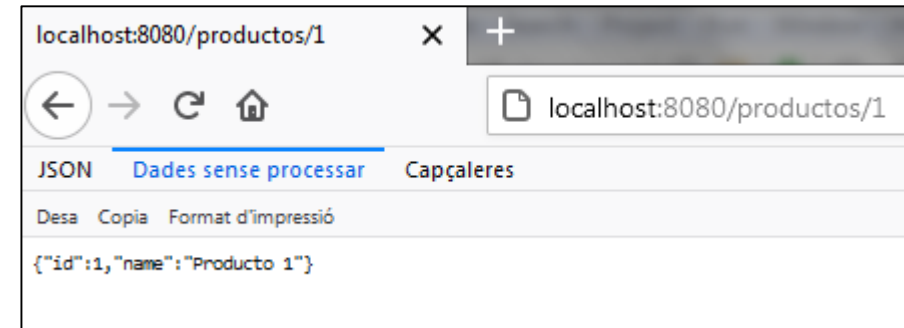 localhost:8080/productos/1
localhost:8080/productos/1
JSON Dades sense processar Capçaleres
Desa Copia Format d'impressió
{"id":1,"name":"Producto 1"}